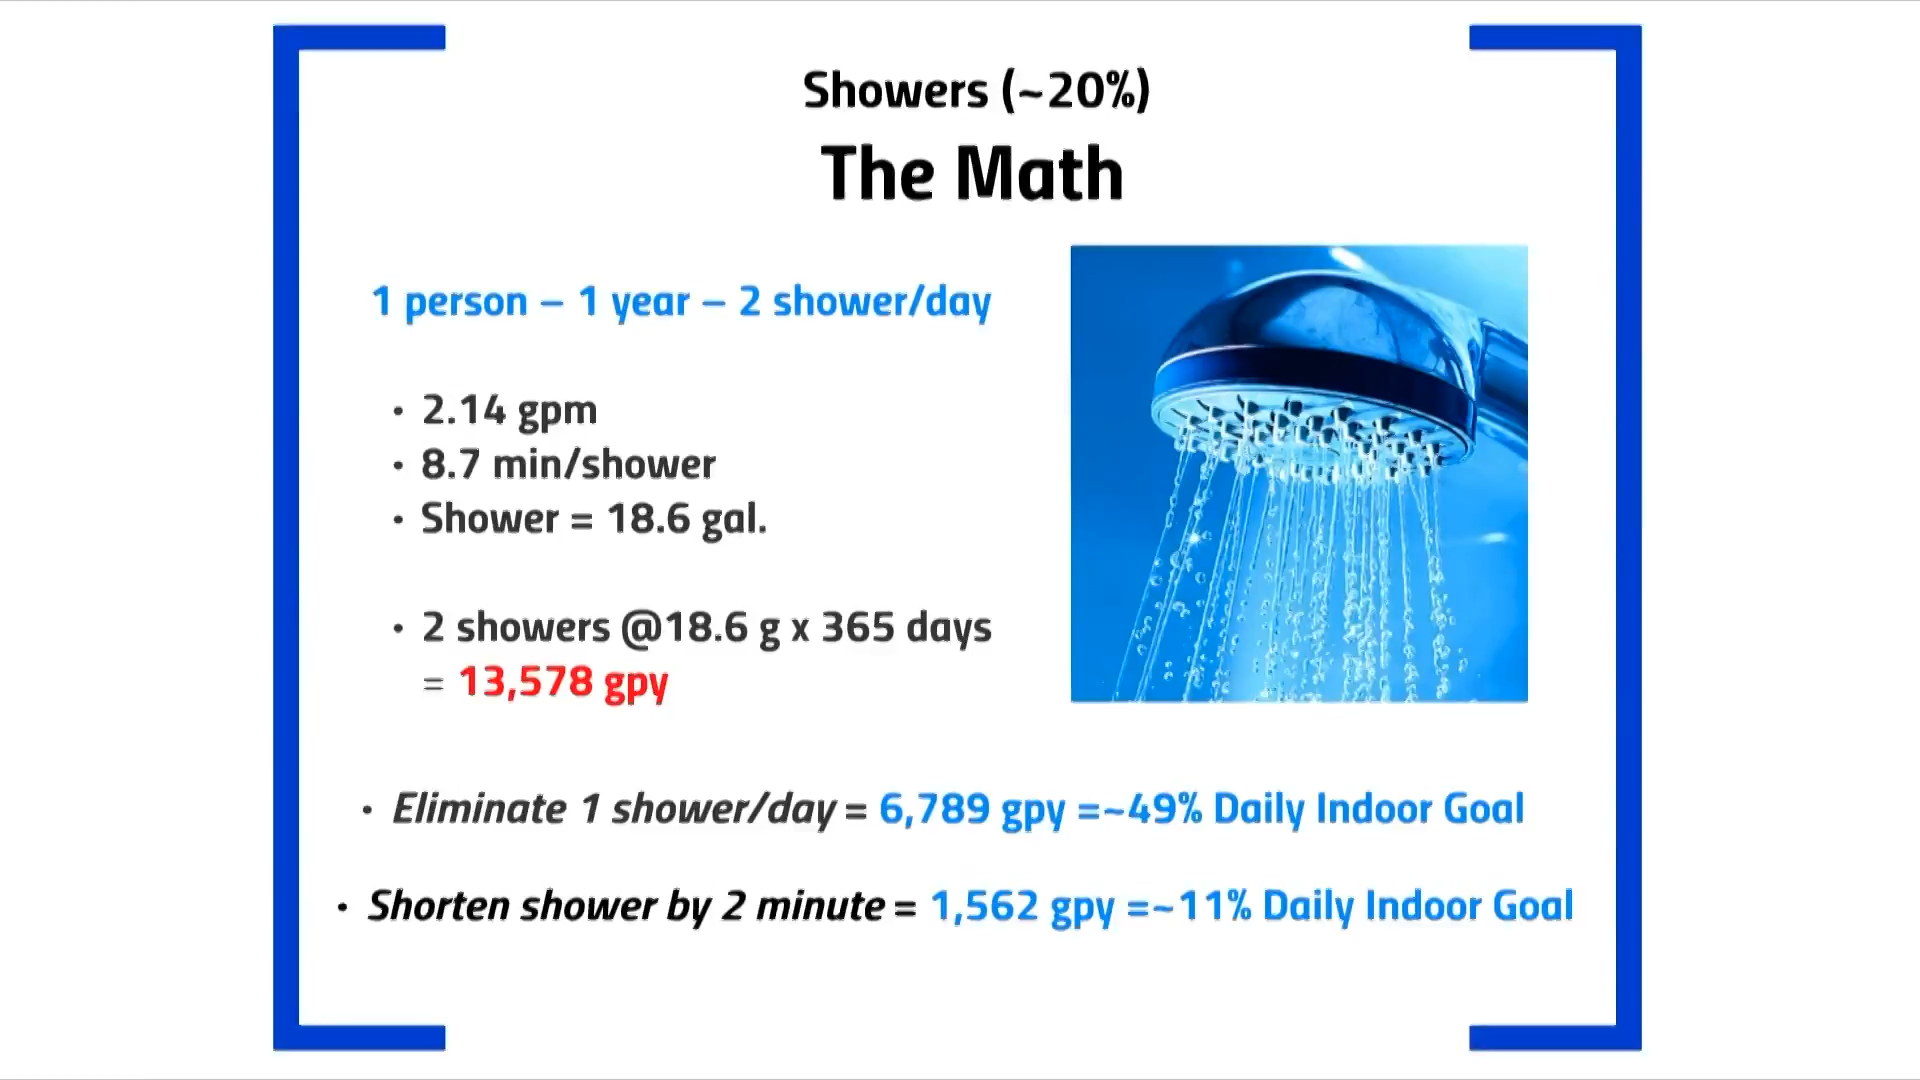 Showers (~20%)
The Math
1 person – 1 year – 2 shower/day
• 2.14 gpm
• 8.7 min/shower
• Shower = 18.6 gal.
• 2 showers @18.6 g x 365 days
= 13,578 gpy
• Eliminate 1 shower/day = 6,789 gpy =~49% Daily Indoor Goal
• Shorten shower by 2 minute = 1,562 gpy =~11% Daily Indoor Goal